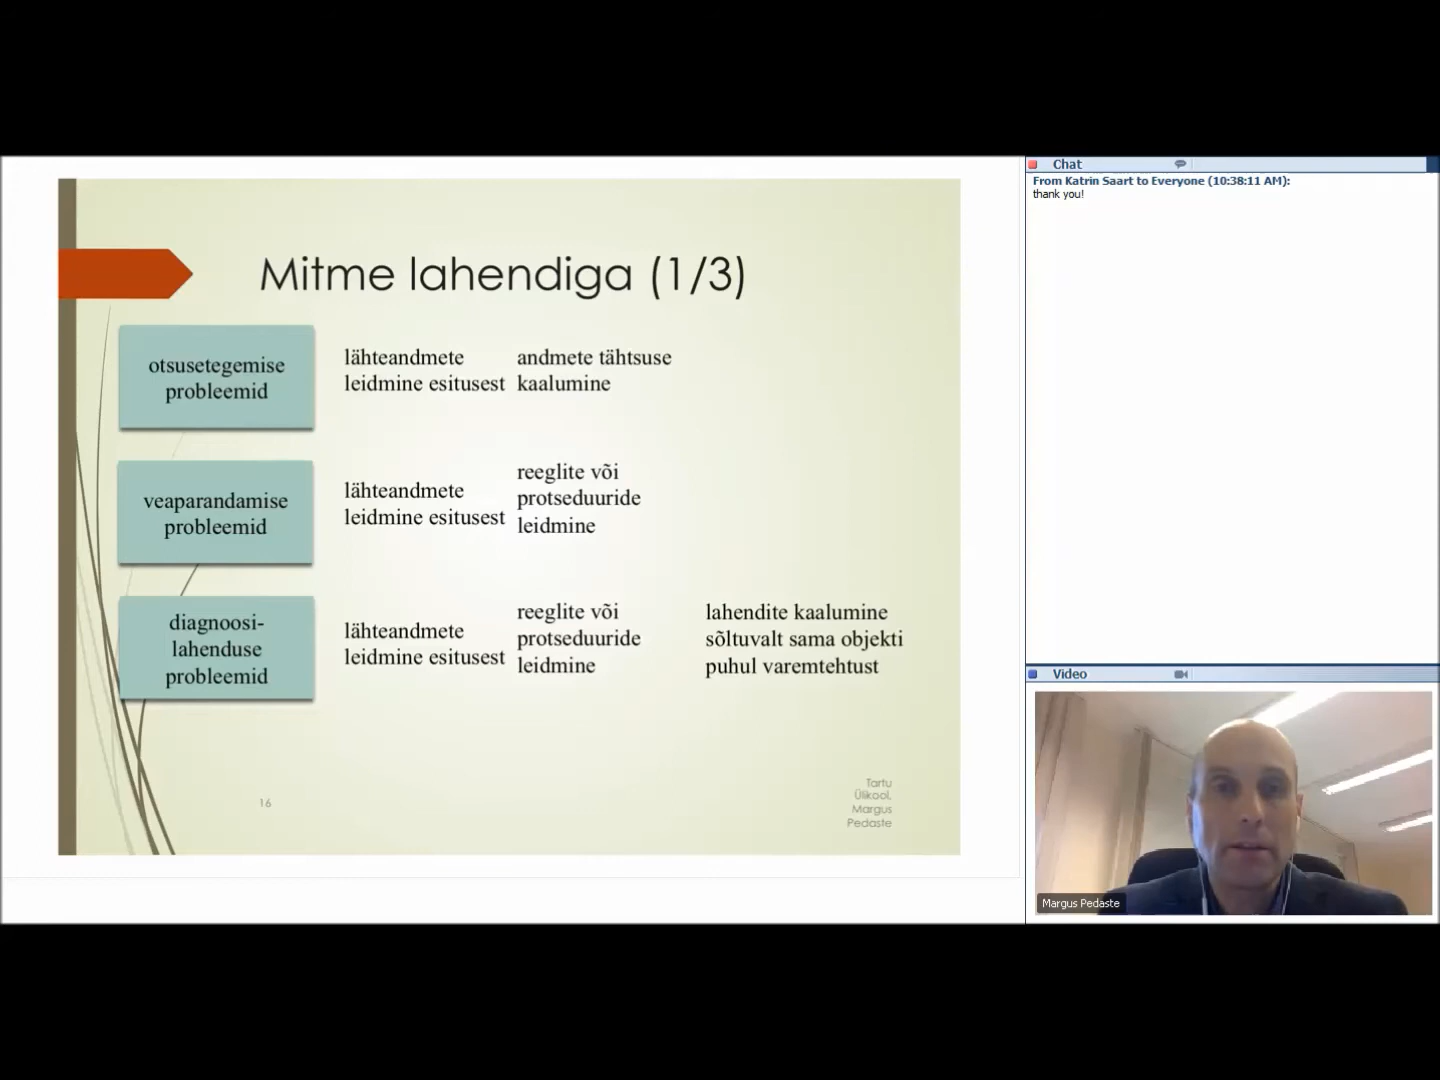 Mitme lahendiga (1/3)
otsusetegemise
probleemid
lähteandmete
leidmine esitusest
andmete tähtsuse
kaalumine
veaparandamise
probleemid
lähteandmete
leidmine esitusest
reeglite või
protseduuride
leidmine
diagnoosi-
lahenduse
probleemid
lähteandmete
leidmine esitusest
reeglite või
protseduuride
leidmine
lahendite kaalumine
sõltuvalt sama objekti
puhul varemtehtust
16
Tartu
Ülikool,
Margus
Pedaste
Chat
From Katrin Saart to Everyone (10:38:11 AM):
thank you!
Video
Margus Pedaste